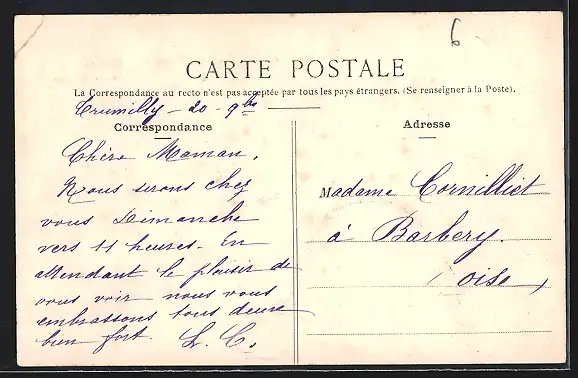 6
CARTE POSTALE
La Correspondance au recto n'est pas acceptée par tous les pays étrangers. (Se renseigner à la Poste).
Trumilly - 20 - 9bre
Correspondance
Chère Maman,
Nous serons chez
vous Dimanche
vers 11 heures - En
attendant le plaisir de
vous voir nous vous
embrassons tous deux
bien fort. L. C.
Adresse
Madame Cornilliet
à Barbery.
(oise)